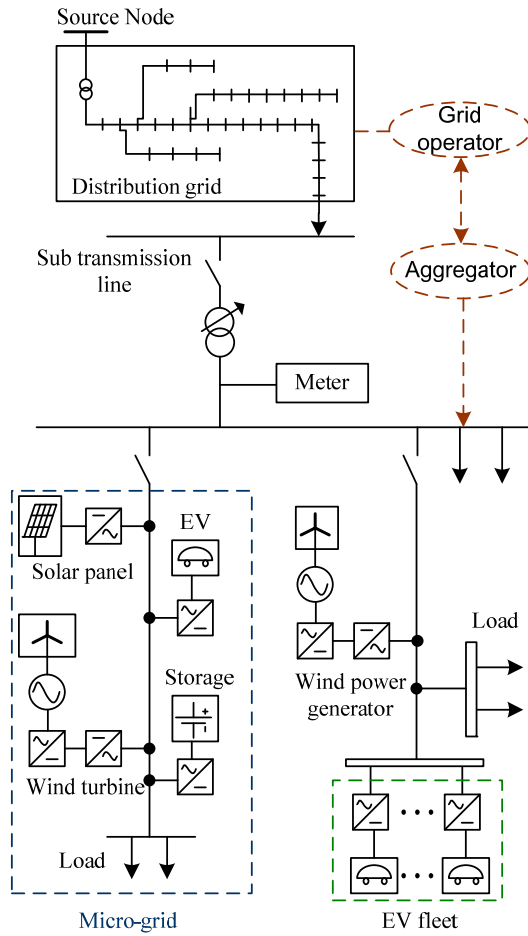 Source Node
Grid
operator
Distribution grid
Sub transmission
line
Aggregator
Meter
EV
Solar panel
Storage
Load
Wind power
generator
Wind turbine
Load
Micro-grid
EV fleet